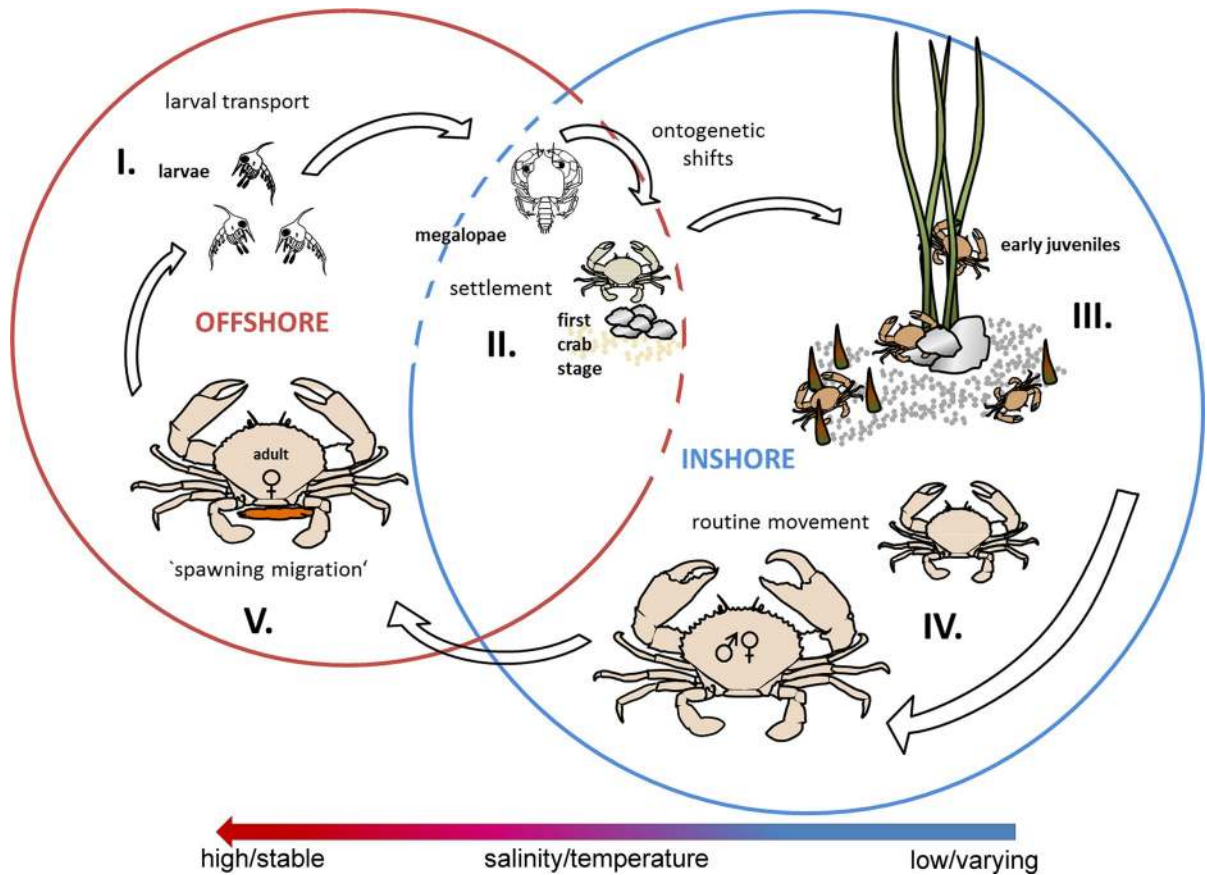 larval transport
I.
larvae
ontogenetic
shifts
megalopae
early juveniles
settlement
OFFSHORE
II.
first
crab
stage
III.
adult
♀
INSHORE
routine movement
`spawning migration‘
V.
♂♀
IV.
high/stable
salinity/temperature
low/varying